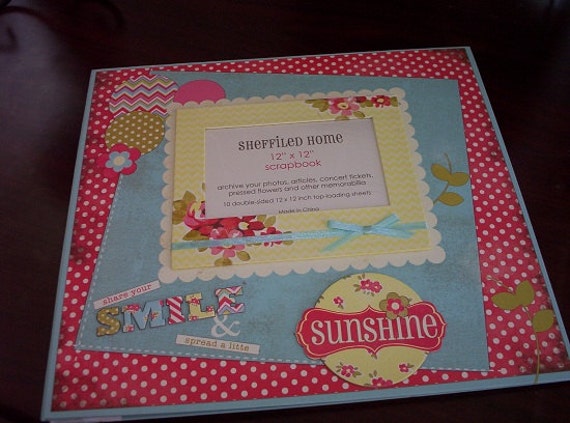 SHEFFILED HOME
12" x 12"
scrapbook
archive your photos, articles, concert tickets,
pressed flowers and other memorabilia
10 double-sided 12 x 12 inch top-loading sheets
Made in China
share your
SMILE
&
spread a litte
SUNSHINE